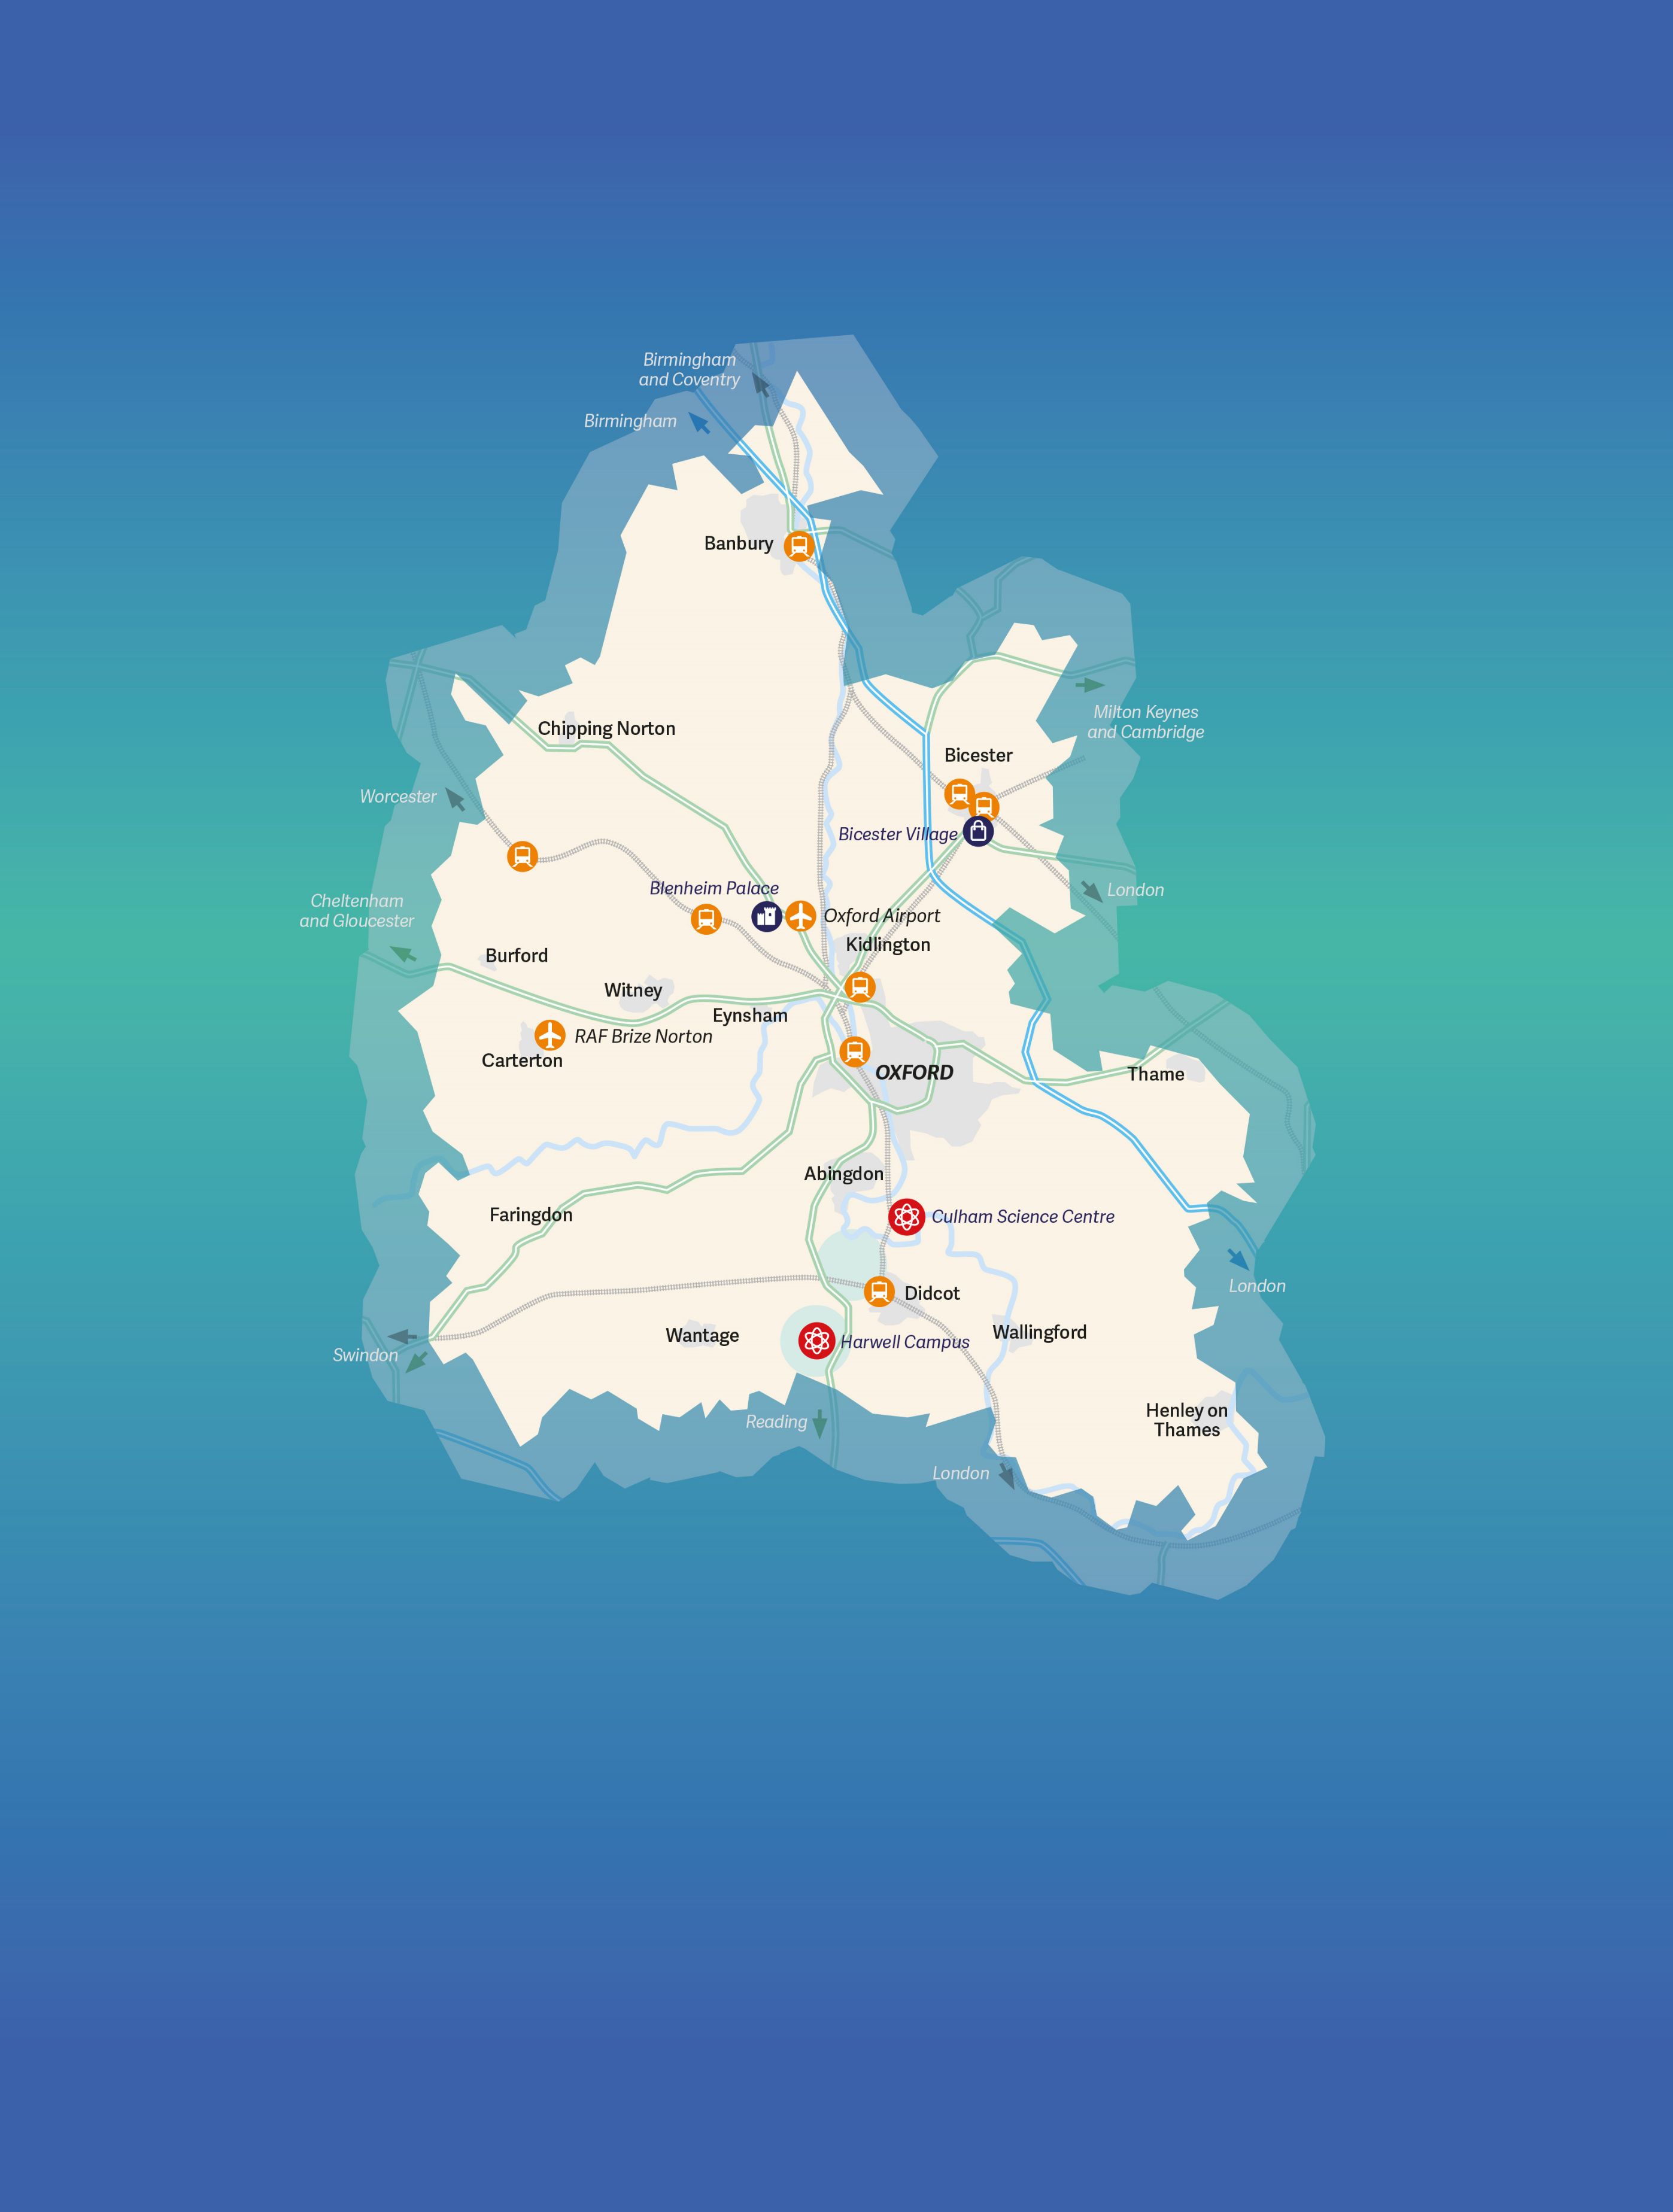 Birmingham
and Coventry
Birmingham
Banbury
Milton Keynes
and Cambridge
Chipping Norton
Bicester
Worcester
Bicester Village
Blenheim Palace
London
Cheltenham
and Gloucester
Oxford Airport
Kidlington
Burford
Witney
Eynsham
RAF Brize Norton
Carterton
OXFORD
Thame
Abingdon
Faringdon
Culham Science Centre
London
Didcot
Wantage
Wallingford
Harwell Campus
Swindon
Henley on
Thames
Reading
London